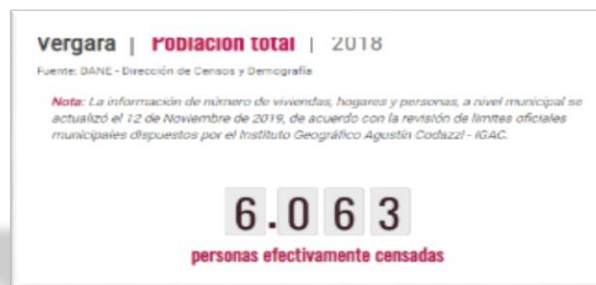 Vergara | Población total | 2018
Fuente: DANE - Dirección de Censos y Demografía
Nota: La información de número de viviendas, hogares y personas, a nivel municipal se
actualizó el 12 de Noviembre de 2019, de acuerdo con la revisión de límites oficiales
municipales dispuestos por el Instituto Geográfico Agustín Codazzi - IGAC.
6.063
personas efectivamente censadas